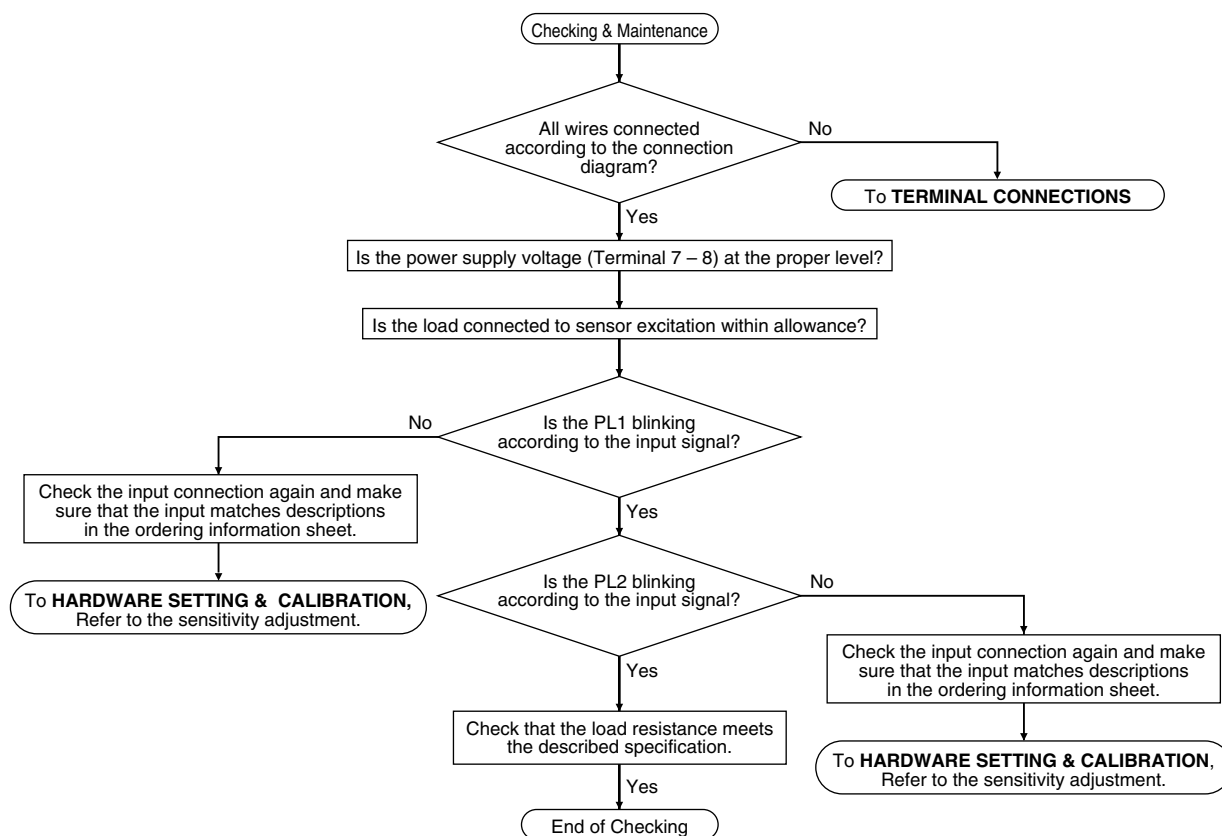 Checking & Maintenance
All wires connected
according to the connection
diagram?
No
To TERMINAL CONNECTIONS
Yes
Is the power supply voltage (Terminal 7 – 8) at the proper level?
Is the load connected to sensor excitation within allowance?
Is the PL1 blinking
according to the input signal?
No
Check the input connection again and make
sure that the input matches descriptions
in the ordering information sheet.
To HARDWARE SETTING & CALIBRATION,
Refer to the sensitivity adjustment.
Yes
Is the PL2 blinking
according to the input signal?
No
Check the input connection again and make
sure that the input matches descriptions
in the ordering information sheet.
To HARDWARE SETTING & CALIBRATION,
Refer to the sensitivity adjustment.
Yes
Check that the load resistance meets
the described specification.
Yes
End of Checking